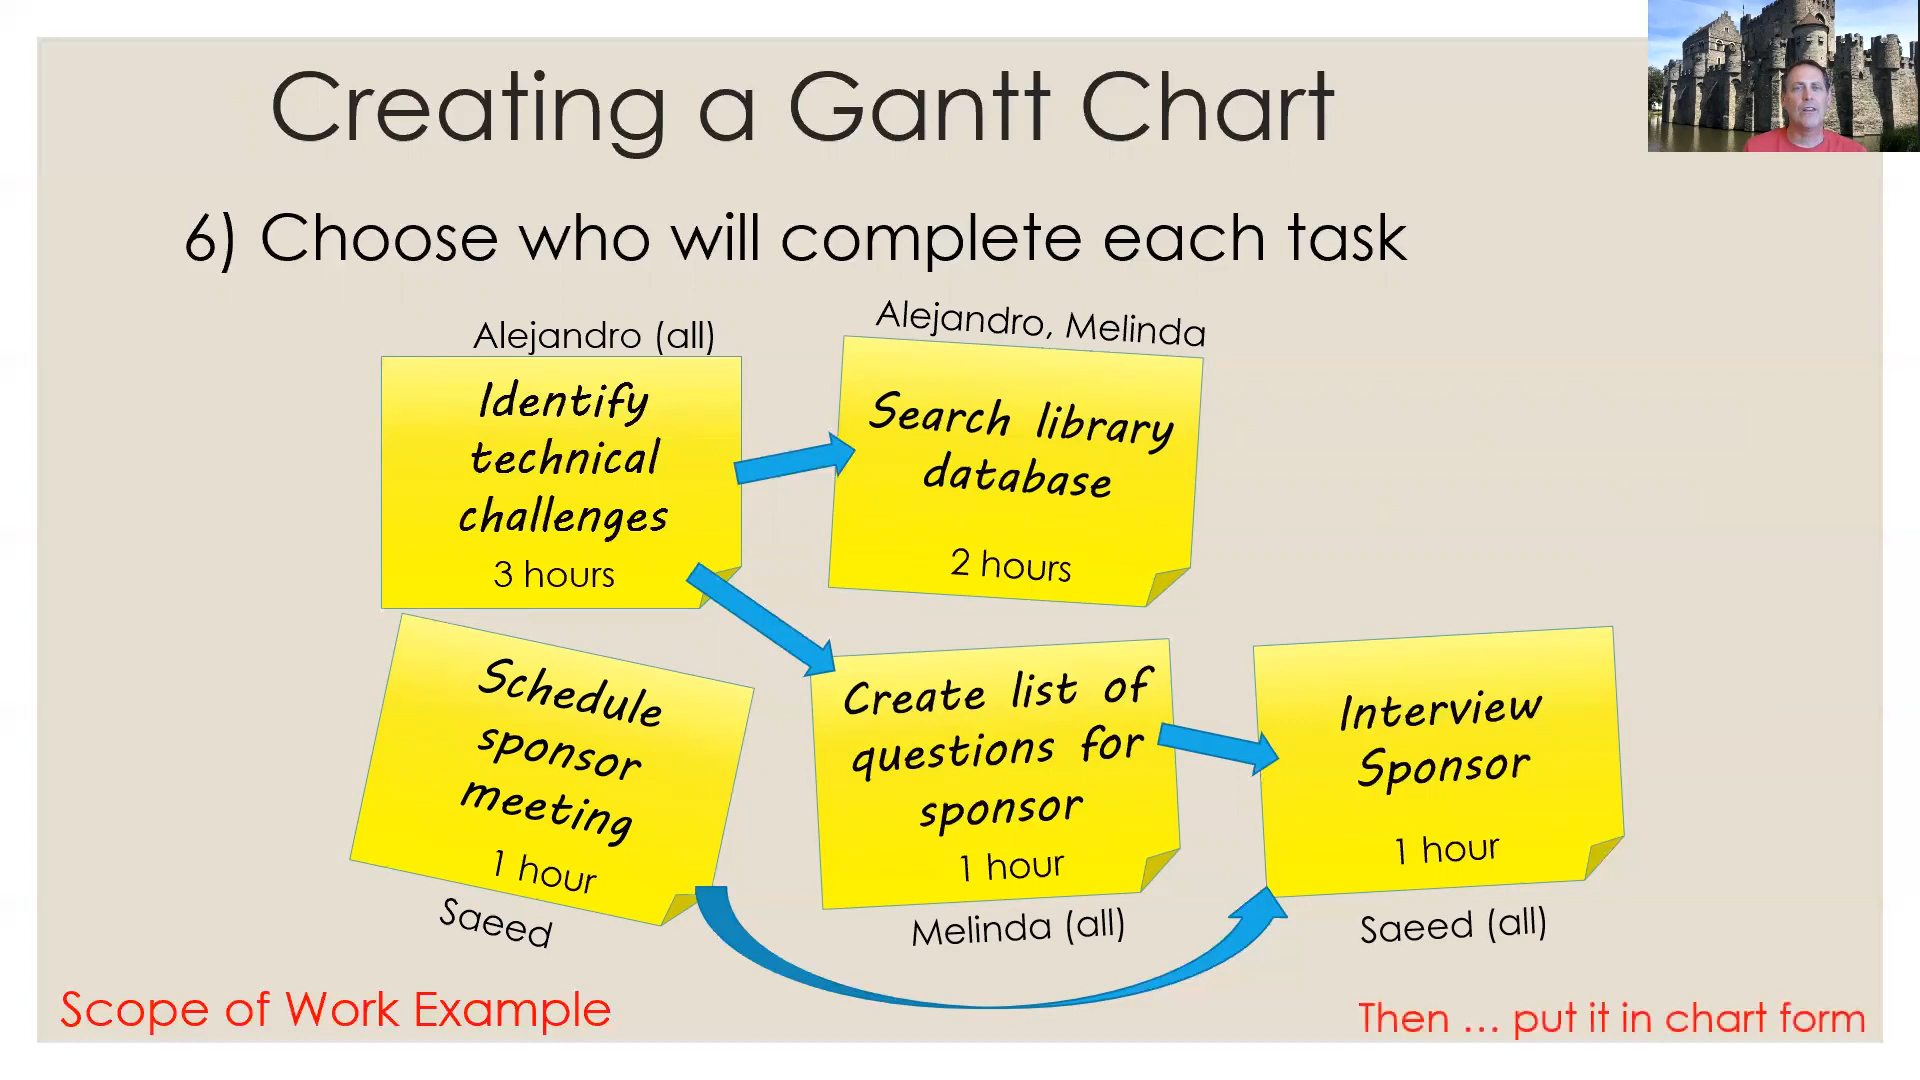 Creating a Gantt Chart
6) Choose who will complete each task
Alejandro (all)
Identify
technical
challenges
3 hours
Alejandro, Melinda
Search library
database
2 hours
Schedule
sponsor
meeting
1 hour
Saeed
Create list of
questions for
sponsor
1 hour
Melinda (all)
Interview
Sponsor
1 hour
Saeed (all)
Scope of Work Example
Then ... put it in chart form